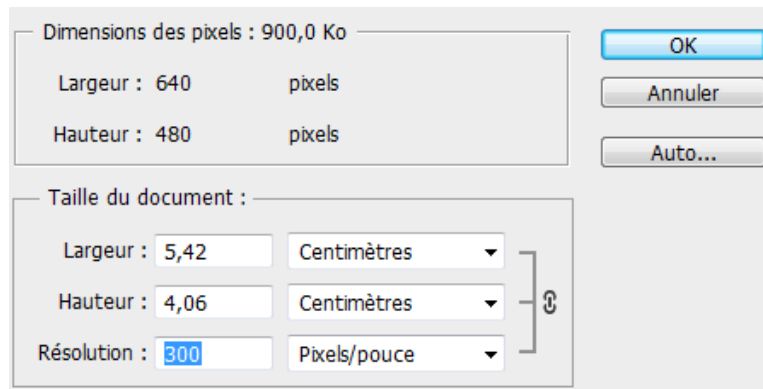 Dimensions des pixels : 900,0 Ko
Largeur : 640 pixels
Hauteur : 480 pixels
OK
Annuler
Auto...
Taille du document :
Largeur : 5,42 Centimètres
Hauteur : 4,06 Centimètres
Résolution : 300 Pixels/pouce